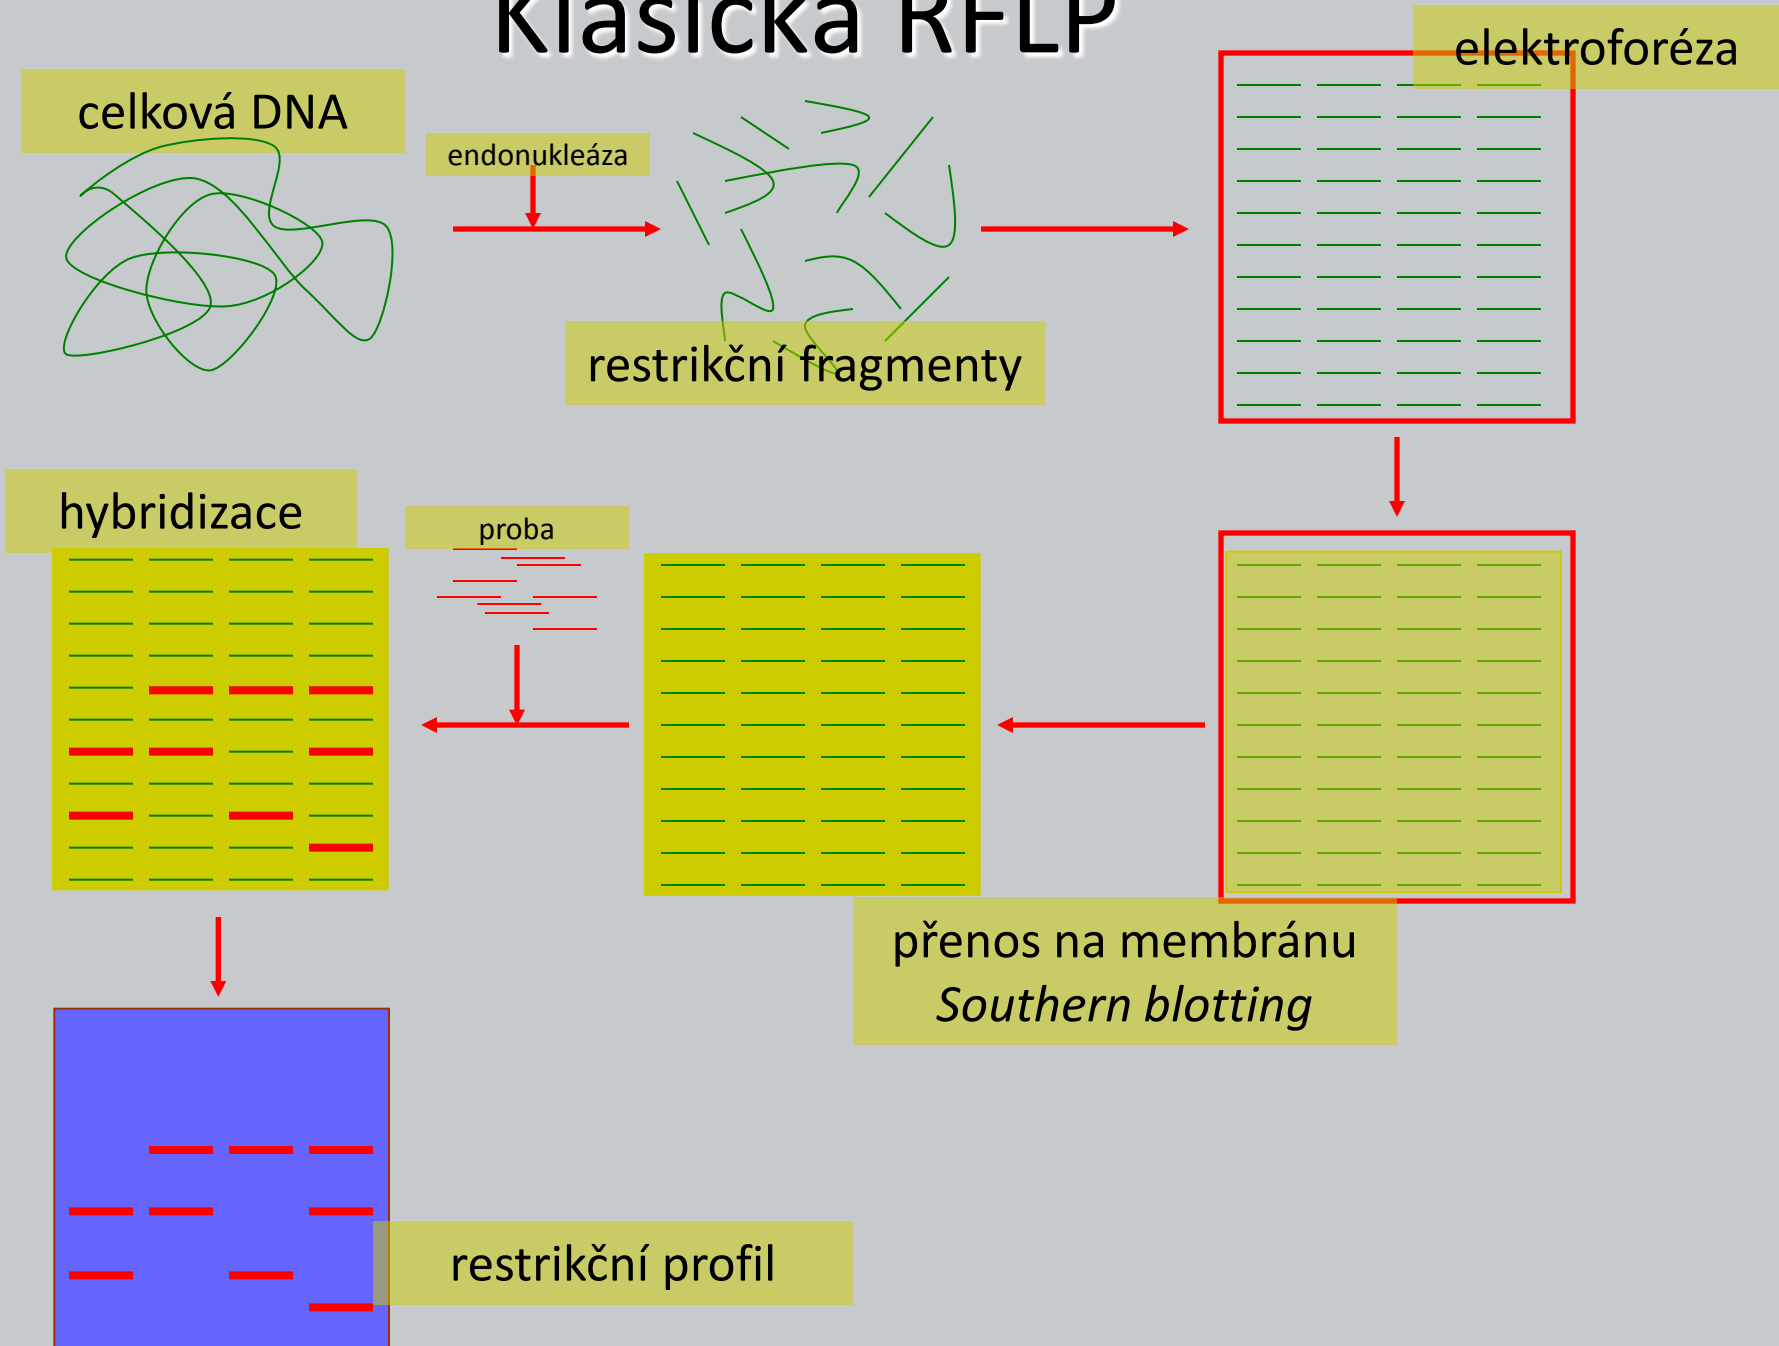 Klasická RFLP
elektroforéza
celková DNA
endonukleáza
restrikční fragmenty
hybridizace
proba
přenos na membránu
Southern blotting
restrikční profil